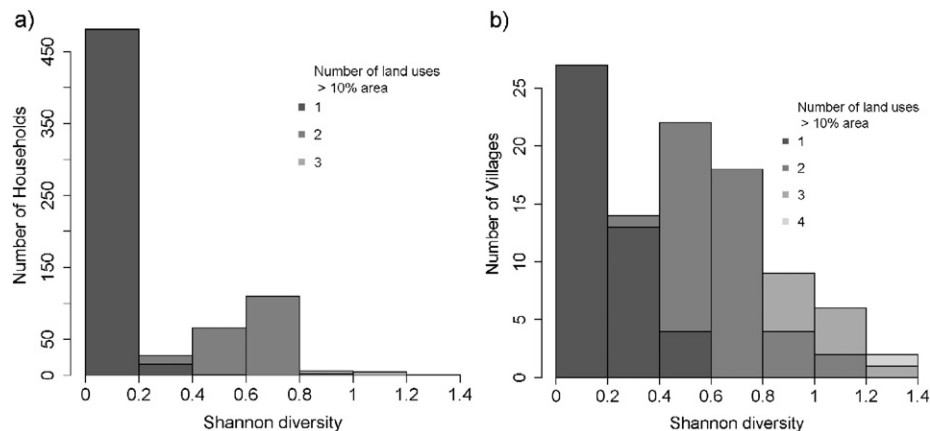 a)
Number of Households
450
350
250
150
50
0
Number of land uses
> 10% area
1
2
3
0 0.2 0.4 0.6 0.8 1 1.2 1.4
Shannon diversity
b)
Number of Villages
25
20
15
10
5
0
Number of land uses
> 10% area
1
2
3
4
0 0.2 0.4 0.6 0.8 1 1.2 1.4
Shannon diversity